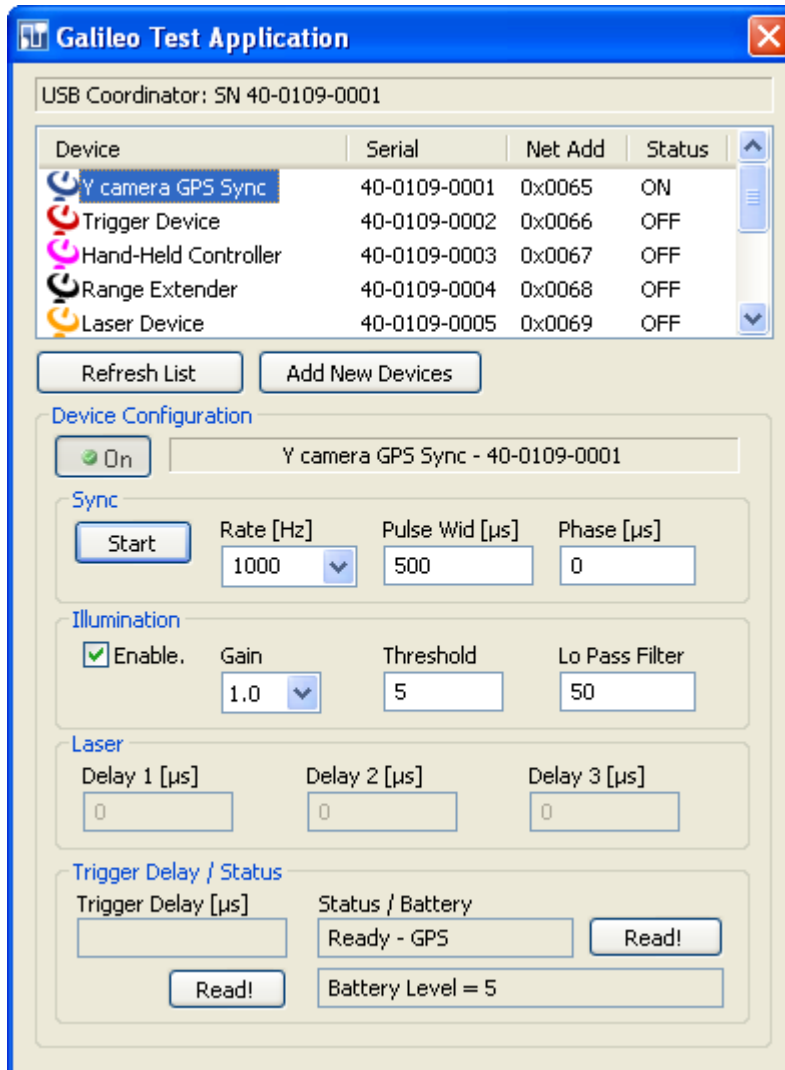 Galileo Test Application
USB Coordinator: SN 40-0109-0001
Device Serial Net Add Status
Y camera GPS Sync 40-0109-0001 0x0065 ON
Trigger Device 40-0109-0002 0x0066 OFF
Hand-Held Controller 40-0109-0003 0x0067 OFF
Range Extender 40-0109-0004 0x0068 OFF
Laser Device 40-0109-0005 0x0069 OFF
Refresh List Add New Devices
Device Configuration
On Y camera GPS Sync - 40-0109-0001
Sync
Start Rate [Hz] Pulse Wid [µs] Phase [µs]
1000 500 0
Illumination
Enable. Gain Threshold Lo Pass Filter
1.0 5 50
Laser
Delay 1 [µs] Delay 2 [µs] Delay 3 [µs]
0 0 0
Trigger Delay / Status
Trigger Delay [µs] Status / Battery
Ready - GPS Read!
Read! Battery Level = 5